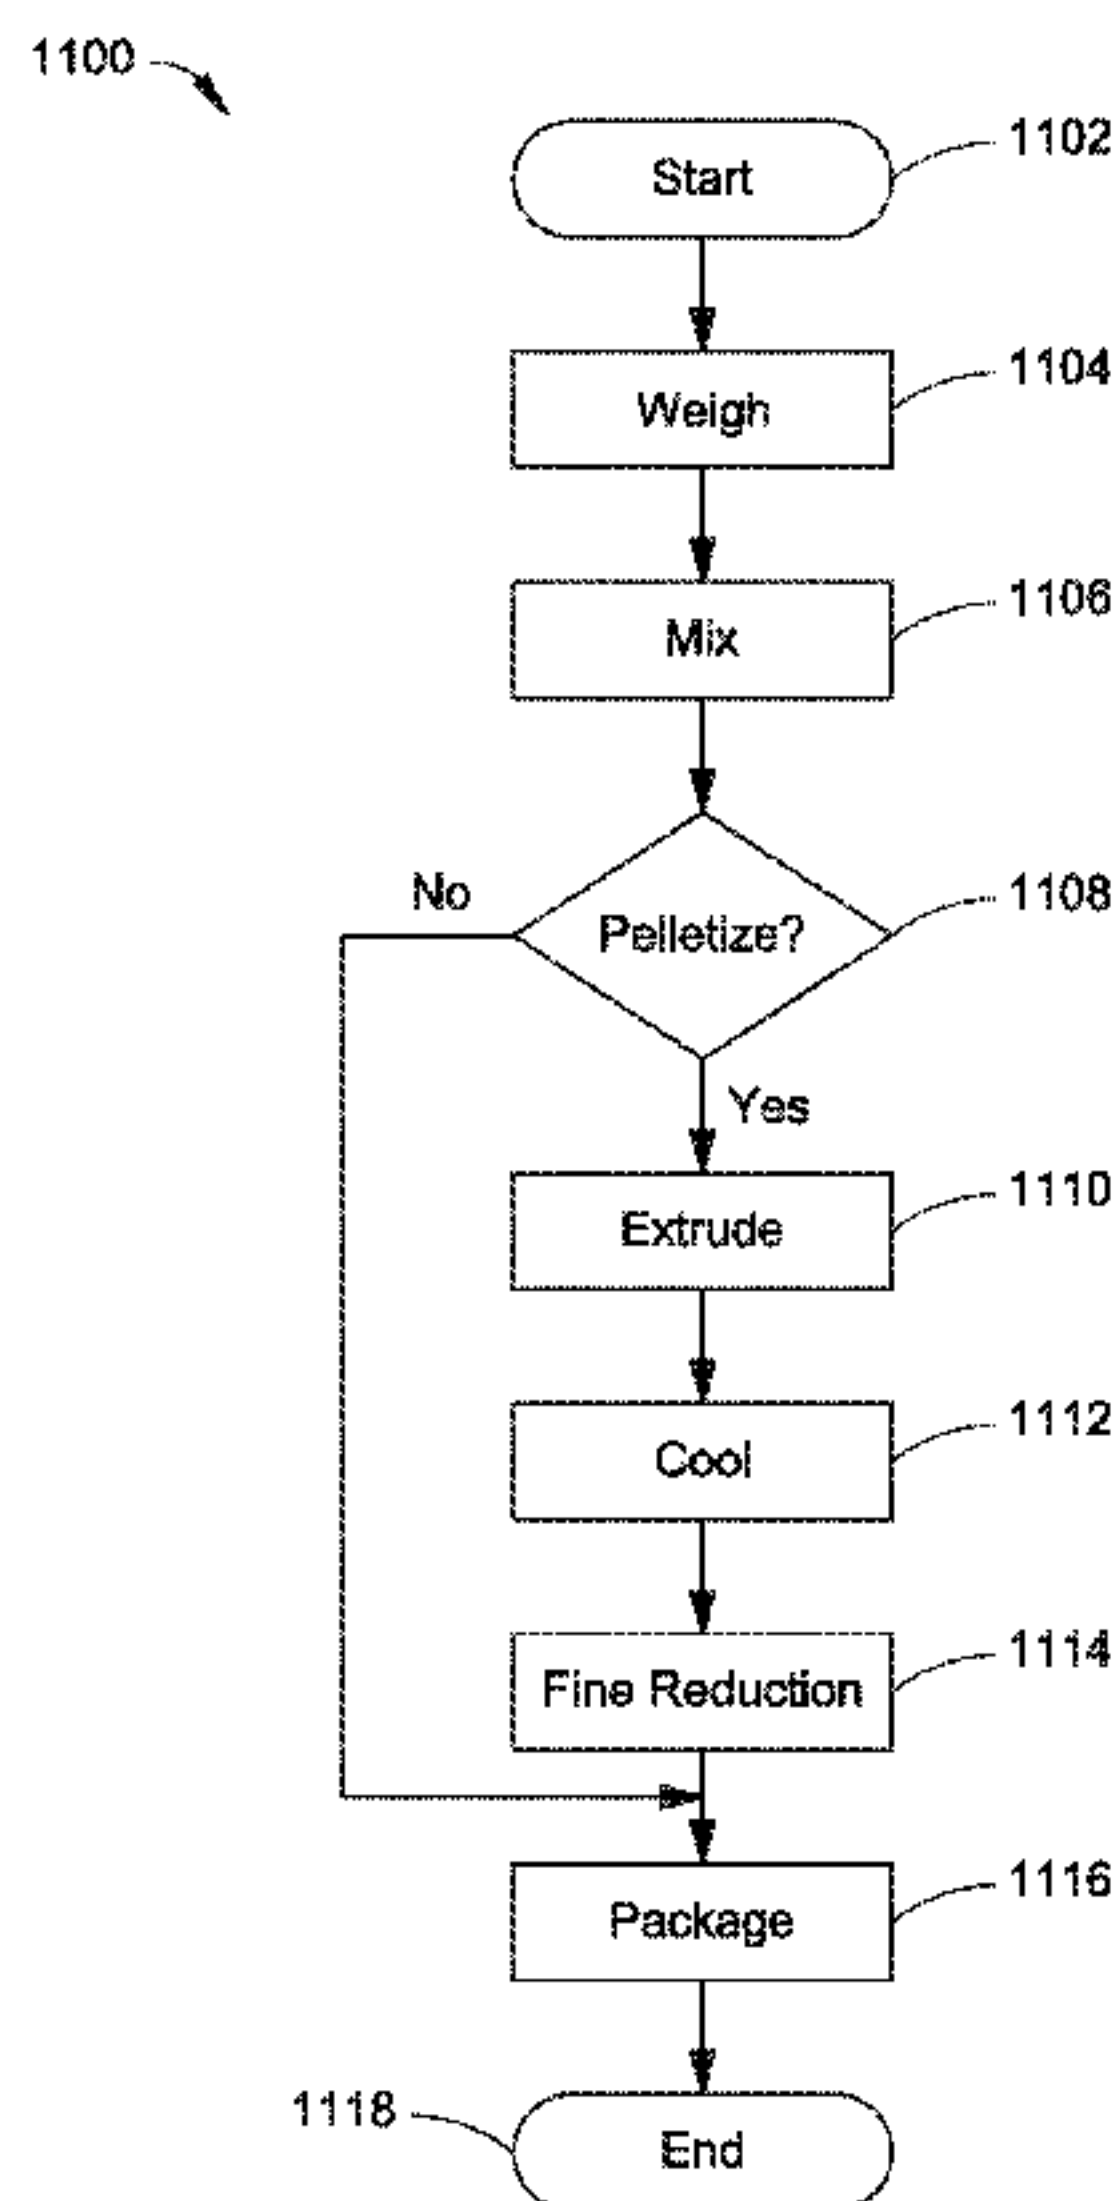 1100
Start
1102
Weigh
1104
Mix
1106
No
Pelletize?
1108
Yes
Extrude
1110
Cool
1112
Fine Reduction
1114
Package
1116
1118
End